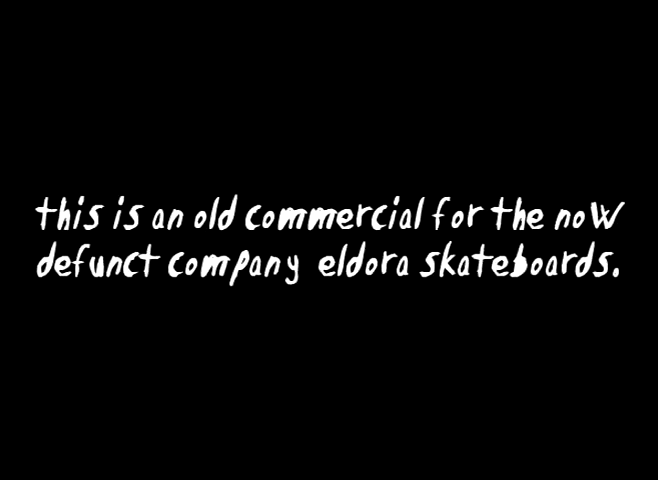 this is an old commercial for the now
defunct company eldora skateboards.